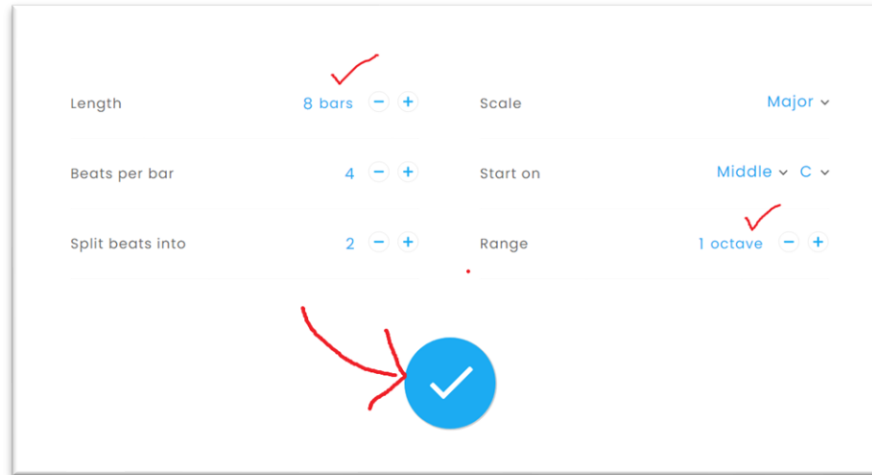 Length 8 bars − + Scale Major
Beats per bar 4 − + Start on Middle C
Split beats into 2 − + Range 1 octave − +